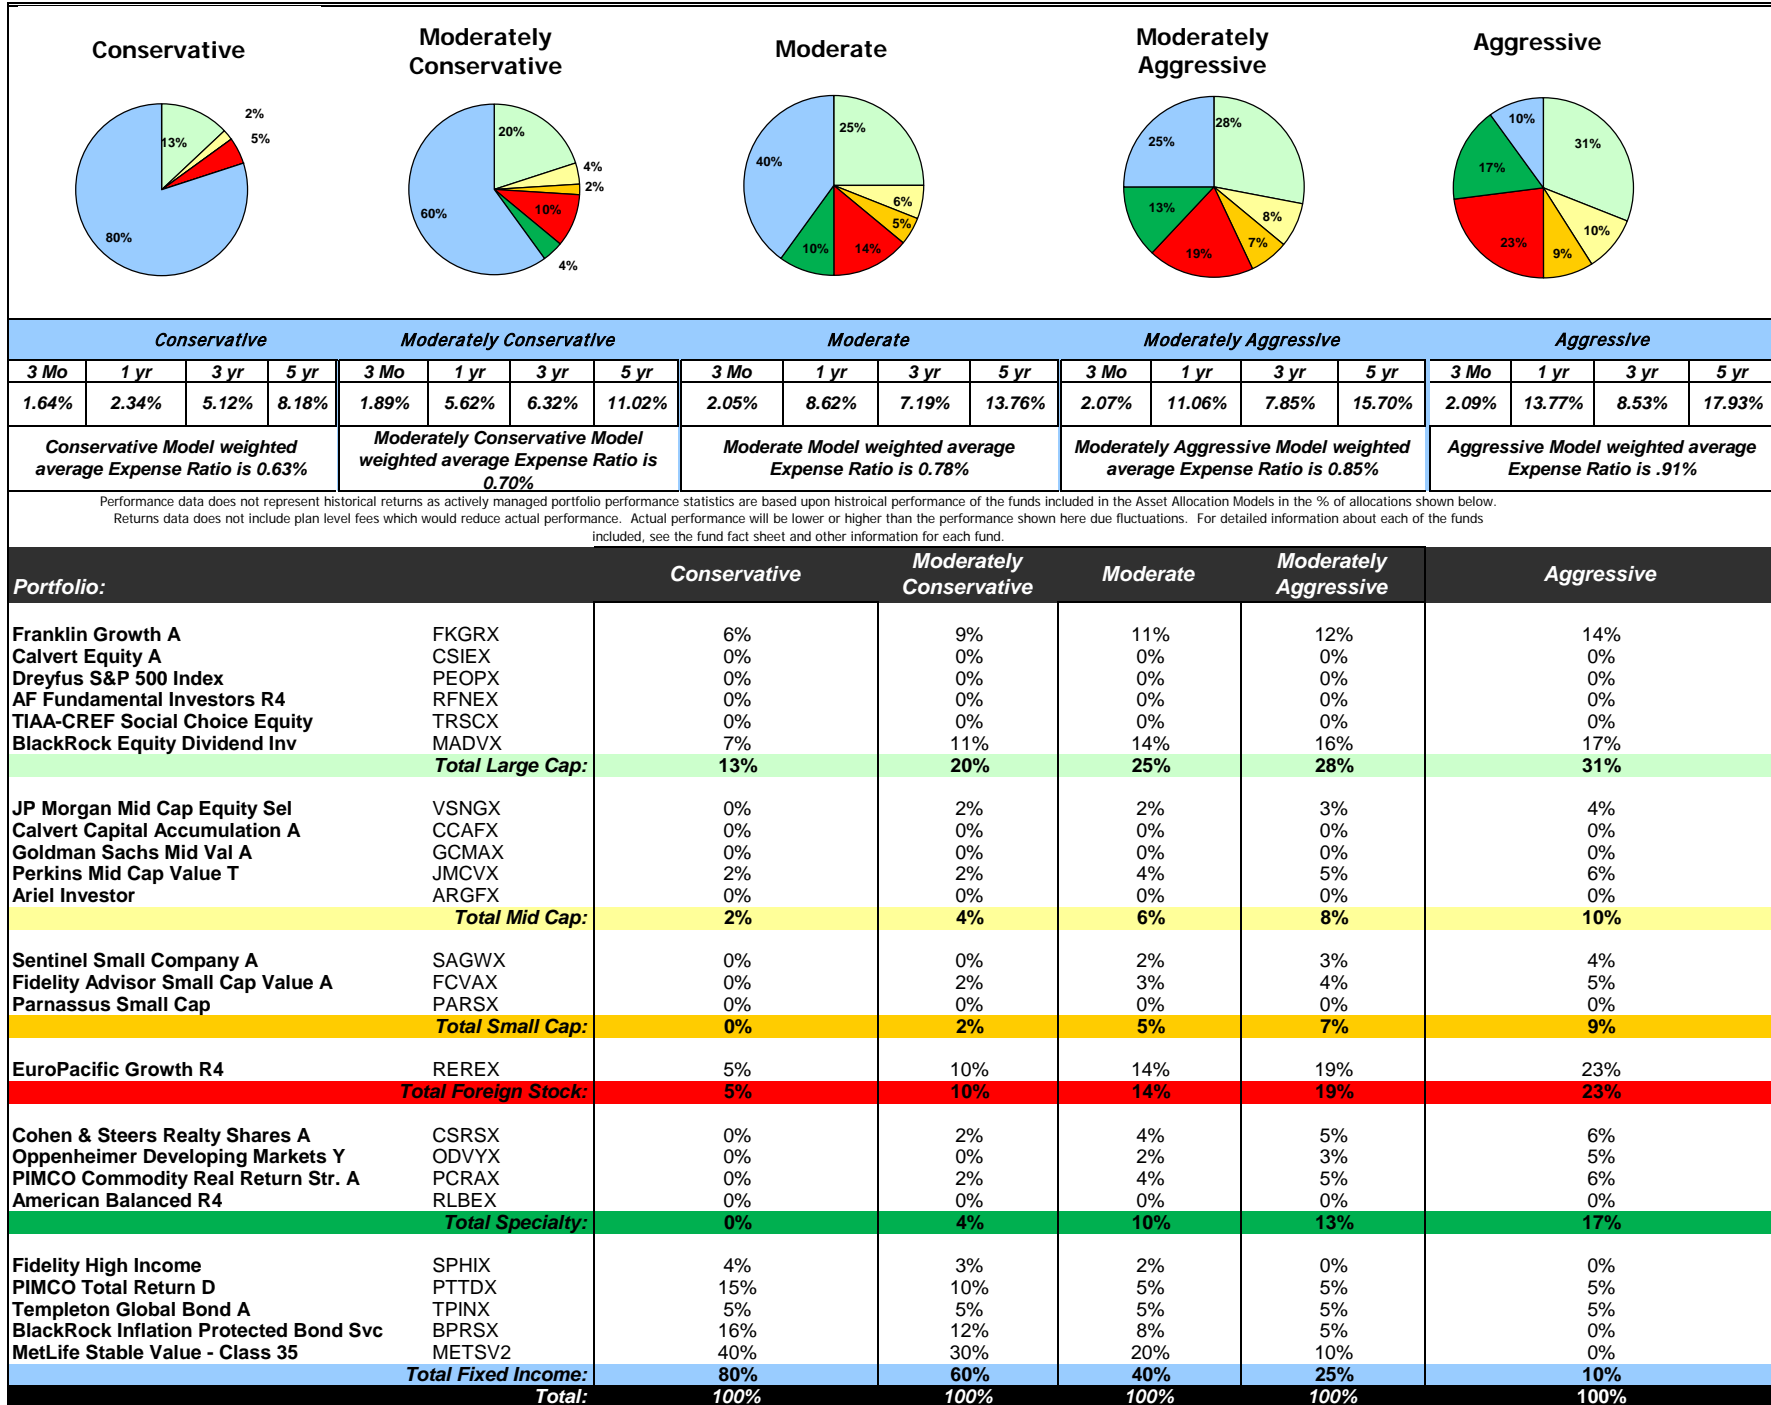 Conservative
Moderately
Conservative
Moderate
Moderately
Aggressive
Aggressive
13%
2%
5%
80%
20%
4%
2%
10%
4%
60%
25%
6%
5%
14%
10%
40%
28%
8%
7%
19%
13%
25%
31%
10%
9%
23%
17%
10%
Conservative Moderately Conservative Moderate Moderately Aggressive Aggressive
3 Mo 1 yr 3 yr 5 yr 3 Mo 1 yr 3 yr 5 yr 3 Mo 1 yr 3 yr 5 yr 3 Mo 1 yr 3 yr 5 yr 3 Mo 1 yr 3 yr 5 yr
1.64% 2.34% 5.12% 8.18% 1.89% 5.62% 6.32% 11.02% 2.05% 8.62% 7.19% 13.76% 2.07% 11.06% 7.85% 15.70% 2.09% 13.77% 8.53% 17.93%
Conservative Model weighted
average Expense Ratio is 0.63%
Moderately Conservative Model
weighted average Expense Ratio is
0.70%
Moderate Model weighted average
Expense Ratio is 0.78%
Moderately Aggressive Model weighted
average Expense Ratio is 0.85%
Aggressive Model weighted average
Expense Ratio is .91%
Performance data does not represent historical returns as actively managed portfolio performance statistics are based upon histroical performance of the funds included in the Asset Allocation Models in the % of allocations shown below.
Returns data does not include plan level fees which would reduce actual performance. Actual performance will be lower or higher than the performance shown here due fluctuations. For detailed information about each of the funds
included, see the fund fact sheet and other information for each fund.
Portfolio: Conservative Moderately Conservative Moderate Moderately Aggressive Aggressive
Franklin Growth A FKGRX 6% 9% 11% 12% 14%
Calvert Equity A CSIEX 0% 0% 0% 0% 0%
Dreyfus S&P 500 Index PEOPX 0% 0% 0% 0% 0%
AF Fundamental Investors R4 RFNEX 0% 0% 0% 0% 0%
TIAA-CREF Social Choice Equity TRSCX 0% 0% 0% 0% 0%
BlackRock Equity Dividend Inv MADVX 7% 11% 14% 16% 17%
Total Large Cap: 13% 20% 25% 28% 31%
JP Morgan Mid Cap Equity Sel VSNGX 0% 2% 2% 3% 4%
Calvert Capital Accumulation A CCAFX 0% 0% 0% 0% 0%
Goldman Sachs Mid Val A GCMAX 0% 0% 0% 0% 0%
Perkins Mid Cap Value T JMCVX 2% 2% 4% 5% 6%
Ariel Investor ARGFX 0% 0% 0% 0% 0%
Total Mid Cap: 2% 4% 6% 8% 10%
Sentinel Small Company A SAGWX 0% 0% 2% 3% 4%
Fidelity Advisor Small Cap Value A FCVAX 0% 2% 3% 4% 5%
Parnassus Small Cap PARSX 0% 0% 0% 0% 0%
Total Small Cap: 0% 2% 5% 7% 9%
EuroPacific Growth R4 REREX 5% 10% 14% 19% 23%
Total Foreign Stock: 5% 10% 14% 19% 23%
Cohen & Steers Realty Shares A CSRSX 0% 2% 4% 5% 6%
Oppenheimer Developing Markets Y ODVYX 0% 0% 2% 3% 5%
PIMCO Commodity Real Return Str. A PCRAX 0% 2% 4% 5% 6%
American Balanced R4 RLBEX 0% 0% 0% 0% 0%
Total Specialty: 0% 4% 10% 13% 17%
Fidelity High Income SPHIX 4% 3% 2% 0% 0%
PIMCO Total Return D PTTDX 15% 10% 5% 5% 5%
Templeton Global Bond A TPINX 5% 5% 5% 5% 5%
BlackRock Inflation Protected Bond Svc BPRSX 16% 12% 8% 5% 0%
MetLife Stable Value - Class 35 METSV2 40% 30% 20% 10% 0%
Total Fixed Income: 80% 60% 40% 25% 10%
Total: 100% 100% 100% 100% 100%